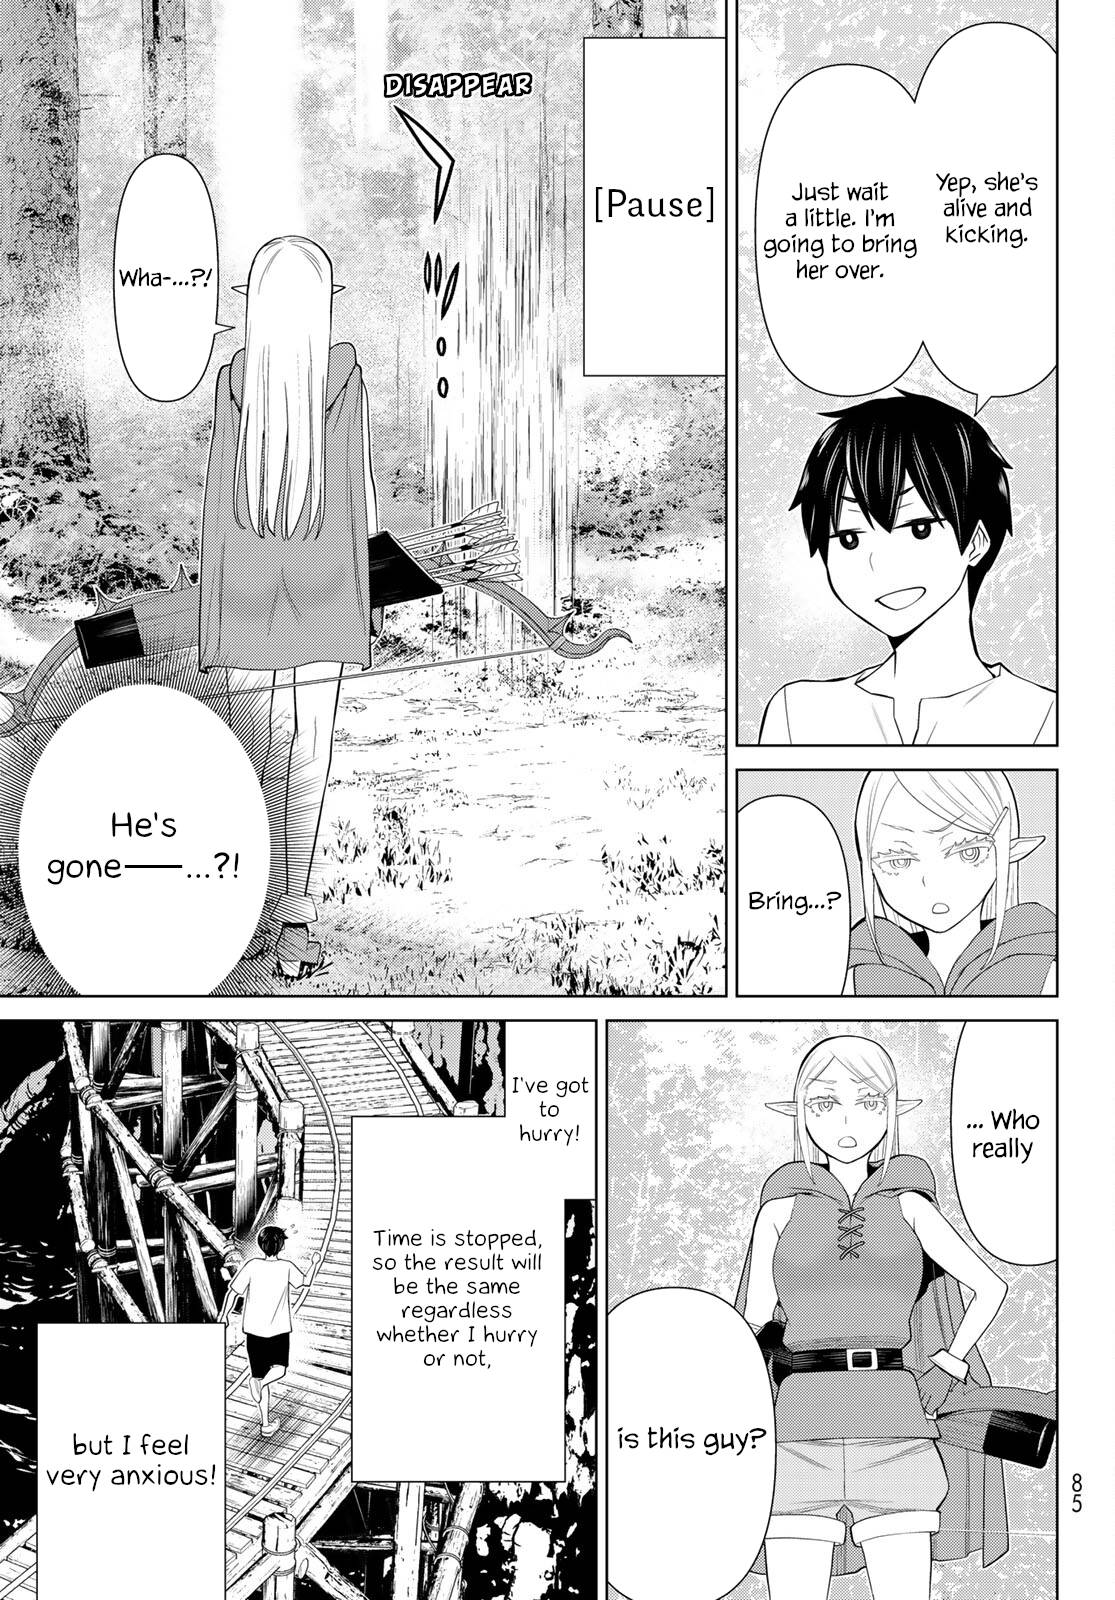 Yep, she's
alive and
kicking.
Just wait
a little. I'm
going to bring
her over.
Bring...?
[Pause]
DISAPPEAR
Wha-...?!
He's
gone——...?!
... Who
really
is this guy?
I've got
to
hurry!
Time is stopped,
so the result will
be the same
regardless
whether I hurry
or not,
but I feel
very anxious!
85